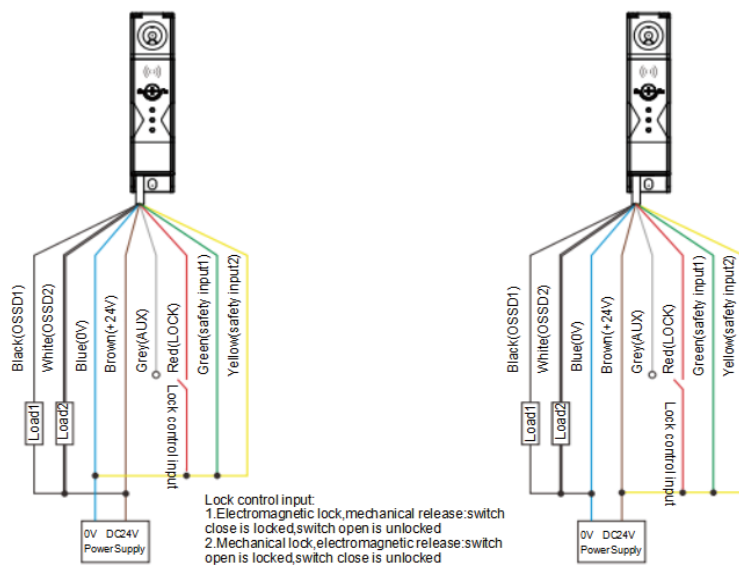 Black(OSSD1)
White(OSSD2)
Blue(0V)
Brown(+24V)
Grey(AUX)
Red(LOCK)
Green(safety input1)
Yellow(safety input2)
Load1
Load2
Lock control input
0V DC24V
Power Supply
Lock control input:
1.Electromagnetic lock,mechanical release:switch
close is locked,switch open is unlocked
2.Mechanical lock,electromagnetic release:switch
open is locked,switch close is unlocked
Black(OSSD1)
White(OSSD2)
Blue(0V)
Brown(+24V)
Grey(AUX)
Red(LOCK)
Green(safety input1)
Yellow(safety input2)
Load1
Load2
Lock control input
0V DC24V
Power Supply